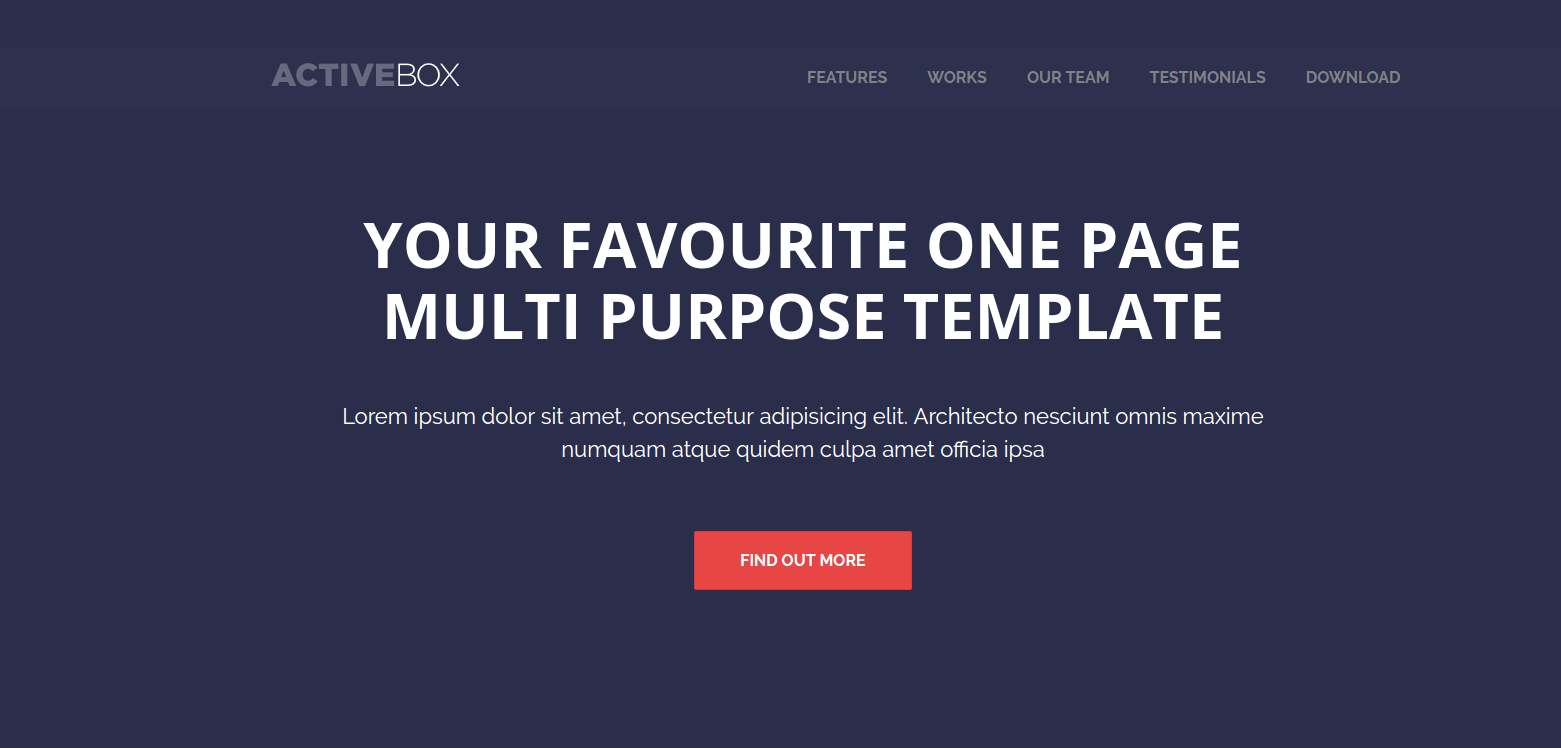 ACTIVEBOX
FEATURES WORKS OUR TEAM TESTIMONIALS DOWNLOAD
YOUR FAVOURITE ONE PAGE
MULTI PURPOSE TEMPLATE
Lorem ipsum dolor sit amet, consectetur adipisicing elit. Architecto nesciunt omnis maxime
numquam atque quidem culpa amet officia ipsa
FIND OUT MORE